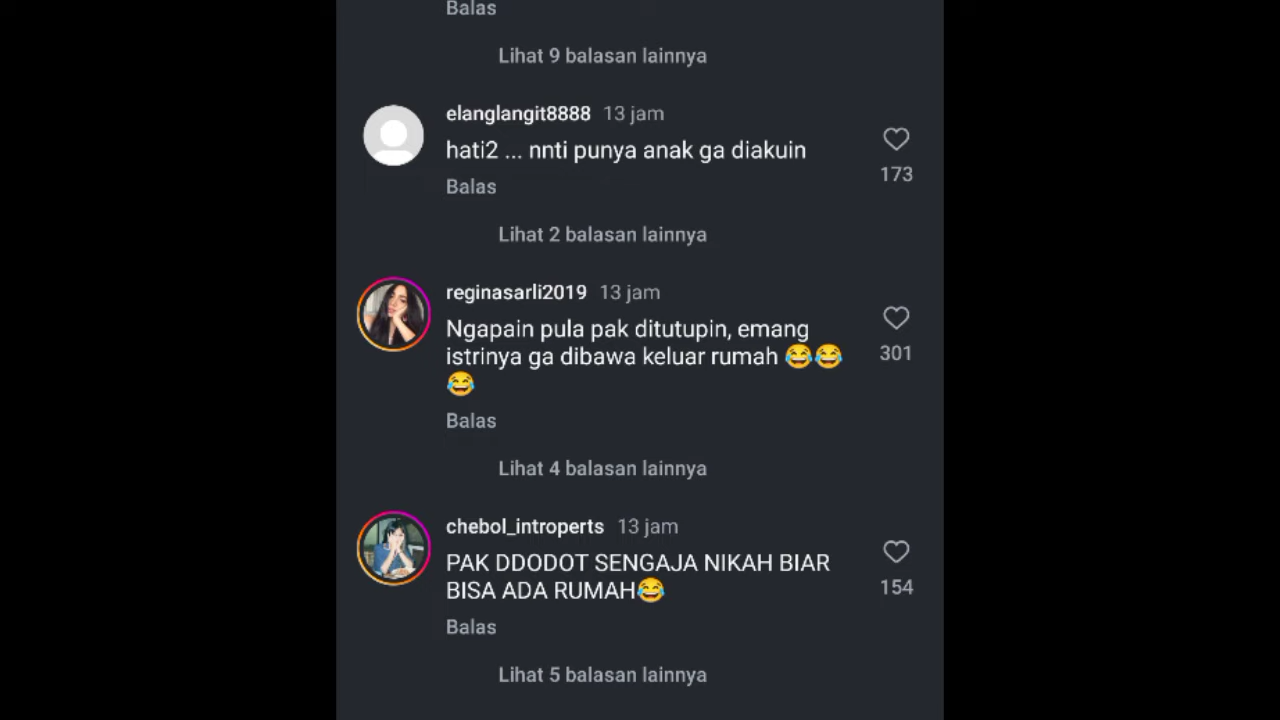 Balas
Lihat 9 balasan lainnya
elanglangit8888 13 jam
hati2 ... nnti punya anak ga diakuin
173
Balas
Lihat 2 balasan lainnya
reginasarli2019 13 jam
Ngapain pula pak ditutupin, emang
istrinya ga dibawa keluar rumah 😂😂
😂
301
Balas
Lihat 4 balasan lainnya
chebol_introperts 13 jam
PAK DDODOT SENGAJA NIKAH BIAR
BISA ADA RUMAH😂
154
Balas
Lihat 5 balasan lainnya